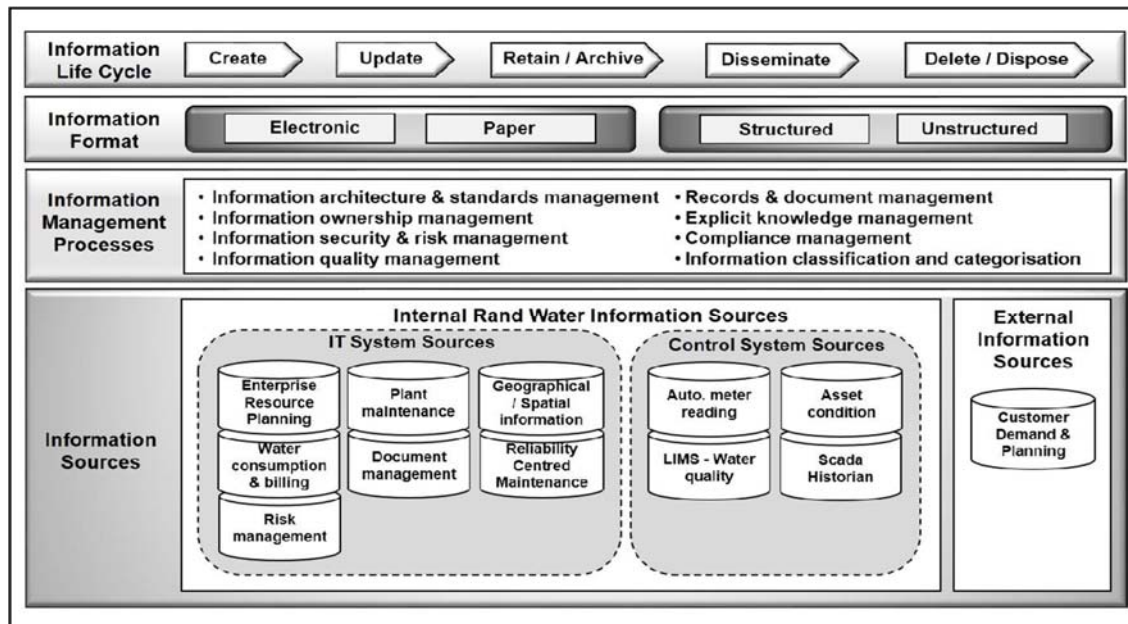 Information
Life Cycle
Create
Update
Retain / Archive
Disseminate
Delete / Dispose
Information
Format
Electronic
Paper
Structured
Unstructured
Information
Management
Processes
• Information architecture & standards management
• Information ownership management
• Information security & risk management
• Information quality management
• Records & document management
• Explicit knowledge management
• Compliance management
• Information classification and categorisation
Information
Sources
Internal Rand Water Information Sources
IT System Sources
Enterprise
Resource
Planning
Plant
maintenance
Geographical
/ Spatial
information
Water
consumption
& billing
Document
management
Reliability
Centred
Maintenance
Risk
management
Control System Sources
Auto. meter
reading
Asset
condition
LIMS - Water
quality
Scada
Historian
External
Information
Sources
Customer
Demand &
Planning